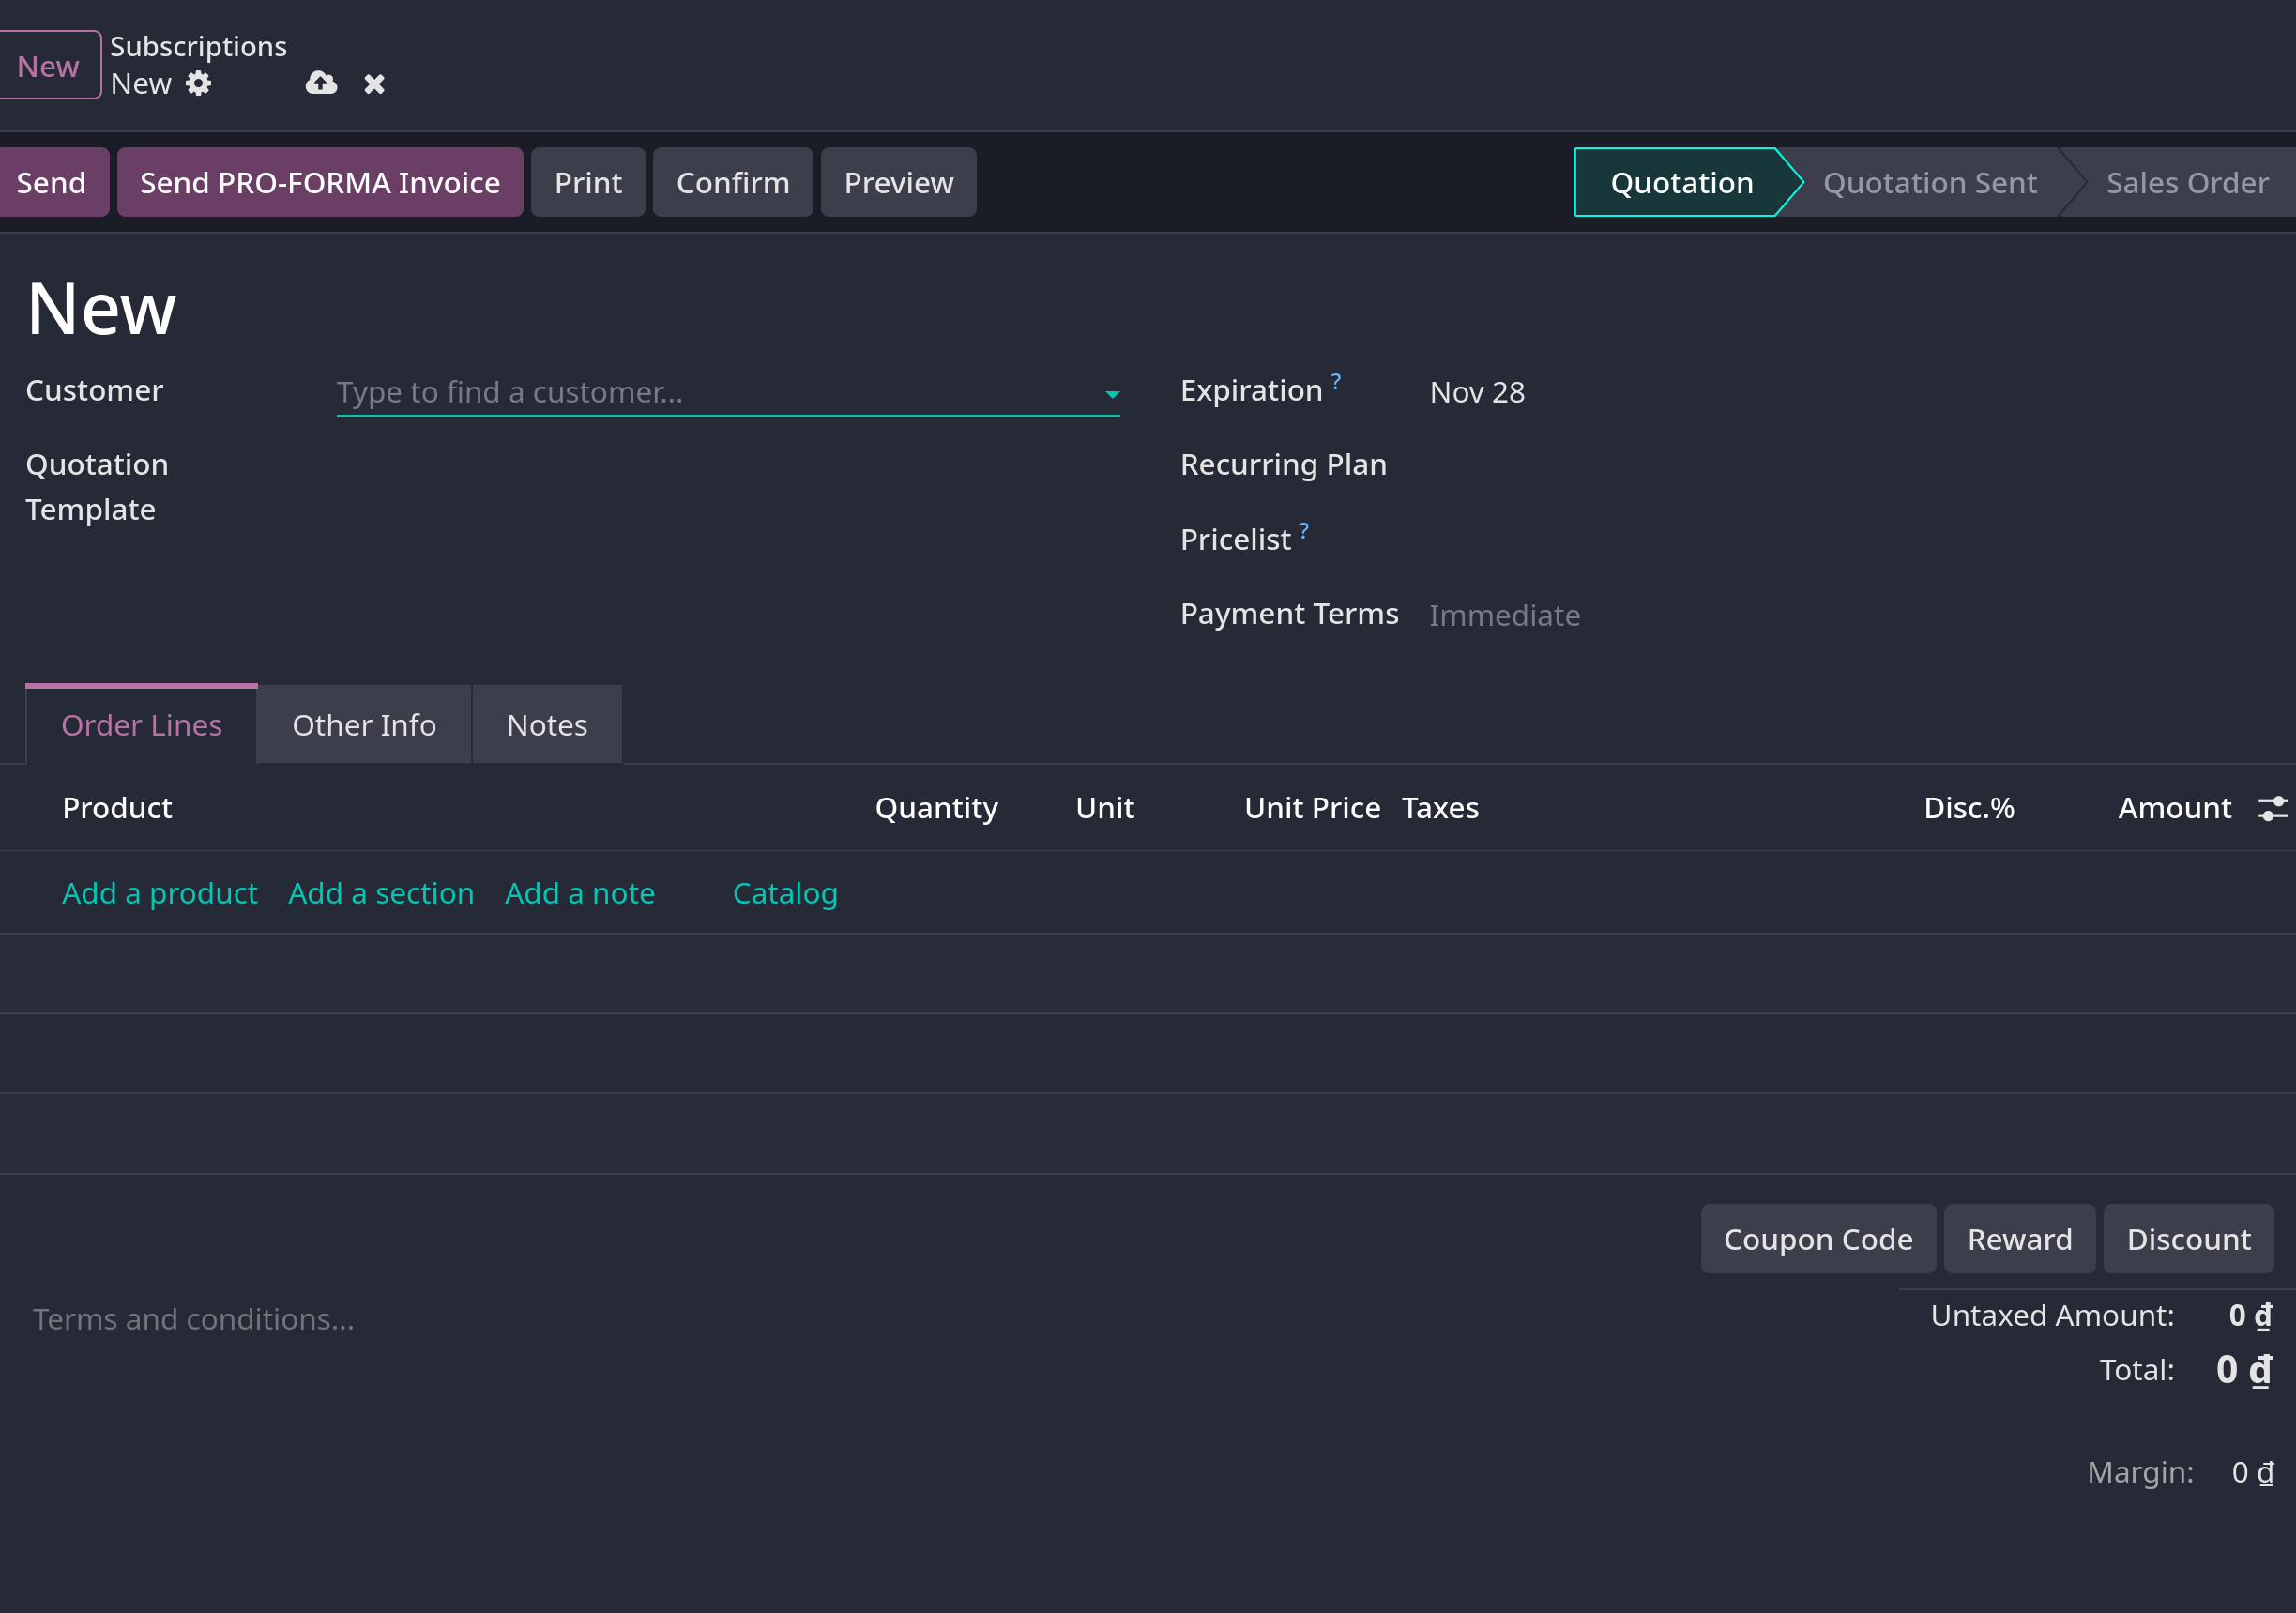 New
Subscriptions
New
Send
Send PRO-FORMA Invoice
Print
Confirm
Preview
Quotation
Quotation Sent
Sales Order
New
Customer
Type to find a customer...
Expiration ?
Nov 28
Quotation
Template
Recurring Plan
Pricelist ?
Payment Terms
Immediate
Order Lines
Other Info
Notes
Product
Quantity
Unit
Unit Price
Taxes
Disc.%
Amount
Add a product
Add a section
Add a note
Catalog
Coupon Code
Reward
Discount
Terms and conditions...
Untaxed Amount: 0 ₫
Total: 0 ₫
Margin: 0 ₫